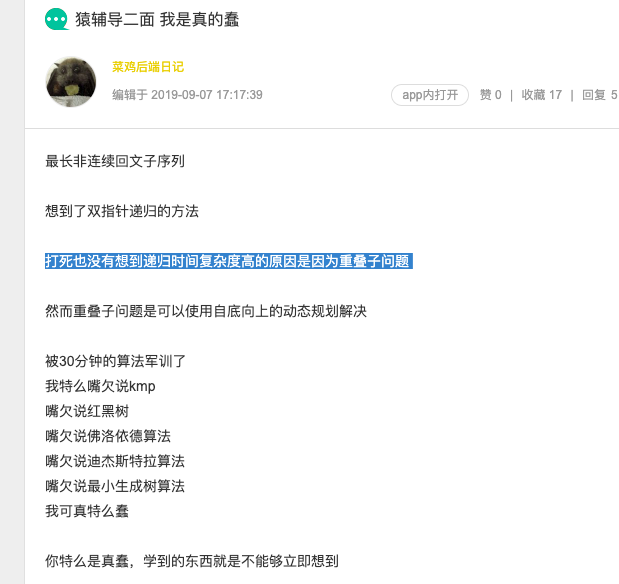 猿辅导二面 我是真的蠢
菜鸡后端日记
编辑于 2019-09-07 17:17:39
app内打开 赞 0 | 收藏 17 | 回复 5
最长非连续回文子序列
想到了双指针递归的方法
打死也没有想到递归时间复杂度高的原因是因为重叠子问题
然而重叠子问题是可以使用自底向上的动态规划解决
被30分钟的算法军训了
我特么嘴欠说kmp
嘴欠说红黑树
嘴欠说佛洛依德算法
嘴欠说迪杰斯特拉算法
嘴欠说最小生成树算法
我可真特么蠢
你特么是真蠢，学到的东西就是不能够立即想到